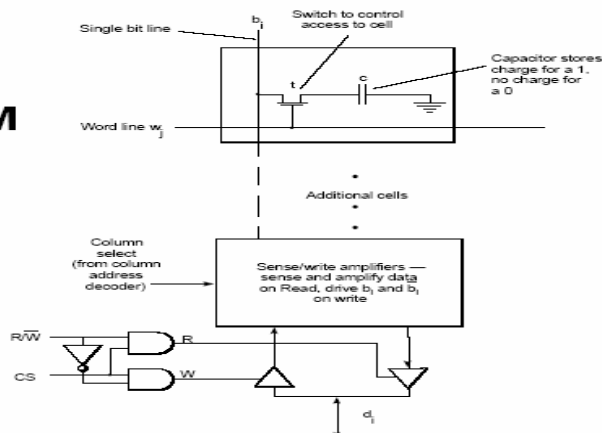 b_i
Single bit line
Switch to control
access to cell
t
c
Capacitor stores
charge for a 1,
no charge for
a 0
M
Word line w_j
Additional cells
Column
select
(from column
address
decoder)
Sense/write amplifiers —
sense and amplify data
on Read, drive b_i and b̅_i
on write
R/W̅
R
CS
W
d_i